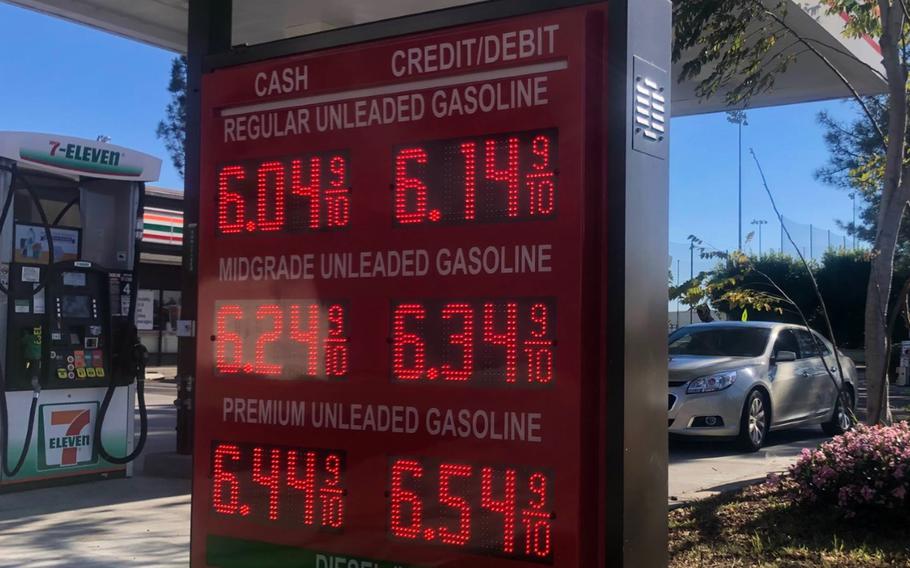 CASH CREDIT/DEBIT
REGULAR UNLEADED GASOLINE
6.04 9/10 6.14 9/10
MIDGRADE UNLEADED GASOLINE
6.24 9/10 6.34 9/10
PREMIUM UNLEADED GASOLINE
6.44 9/10 6.54 9/10
DIESEL
7-ELEVEN
4
7
ELEVEN